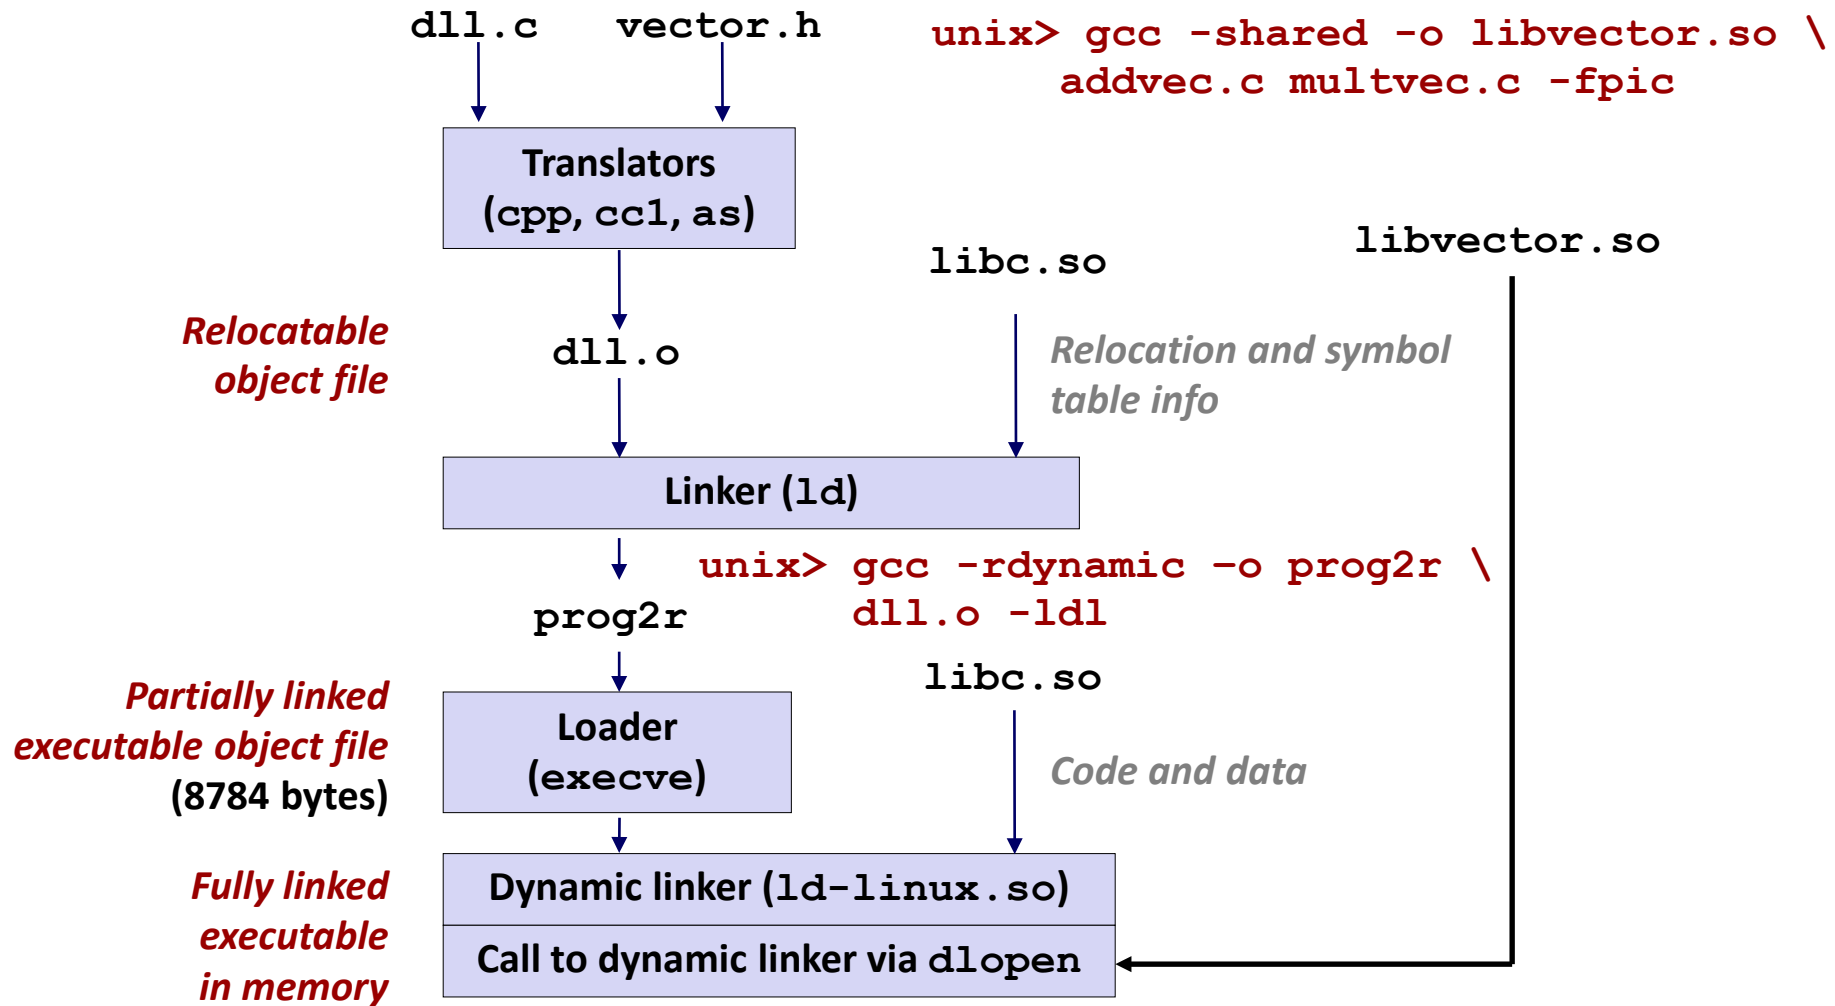 dll.c vector.h
unix> gcc -shared -o libvector.so \
addvec.c multvec.c -fpic
Translators
(cpp, cc1, as)
libc.so
libvector.so
Relocatable
object file
dll.o
Relocation and symbol
table info
Linker (ld)
unix> gcc -rdynamic –o prog2r \
dll.o -ldl
prog2r
libc.so
Partially linked
executable object file
(8784 bytes)
Loader
(execve)
Code and data
Fully linked
executable
in memory
Dynamic linker (ld-linux.so)
Call to dynamic linker via dlopen